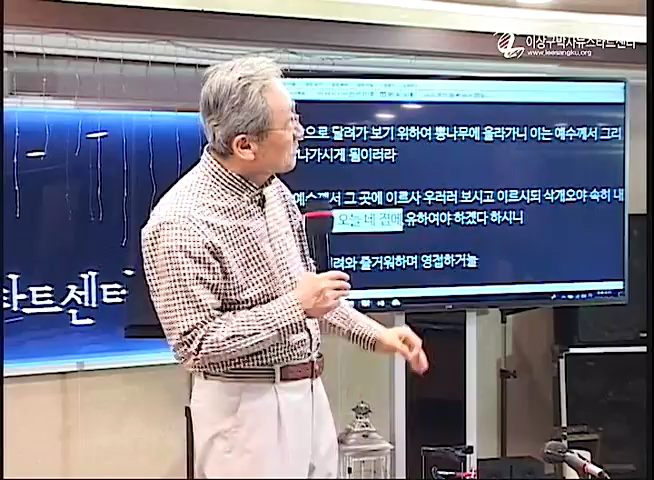 이상구박사뉴스타트센터
www.leesangku.org
으로 달려가 보기 위하여 뽕나무에 올라가니 이는 예수께서 그리
나가시게 됨이러라
예수께서 그 곳에 이르사 우러러 보시고 이르시되 삭개오야 속히 내
오늘 네 집에 유하여야 하겠다 하시니
려와 즐거워하며 영접하거늘
타트센터